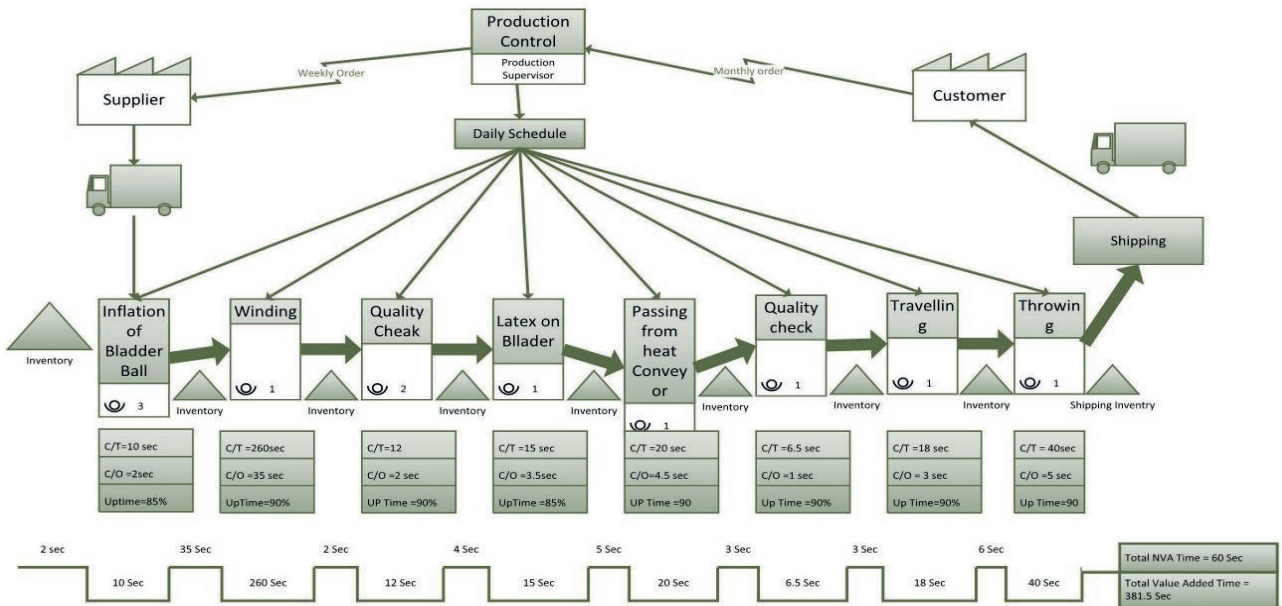 Production
Control
Production
Supervisor
Weekly Order
Monthly order
Supplier
Customer
Daily Schedule
Shipping
Inventory
Inflation
of
Bladder
Ball
3
Inventory
Winding
1
Inventory
Quality
Cheak
2
Inventory
Latex on
Bllader
1
Inventory
Passing
from
heat
Convey
or
1
Inventory
Quality
check
1
Inventory
Travellin
g
1
Inventory
Throwin
g
1
Shipping Inventry
C/T=10 sec
C/O =2sec
Uptime=85%
C/T =260sec
C/O =35 sec
UpTime=90%
C/T=12
C/O =2 sec
UP Time =90%
C/T =15 sec
C/O =3.5sec
UpTime=85%
C/T =20 sec
C/O=4.5 sec
UP Time =90
C/T =6.5 sec
C/O =1 sec
Up Time=90%
C/T =18 sec
C/O = 3 sec
Up Time=90%
C/T = 40sec
C/O =5 sec
Up Time=90
2 Sec
35 Sec
2 Sec
4 Sec
5 Sec
3 Sec
3 Sec
6 Sec
10 Sec
260 Sec
12 Sec
15 Sec
20 Sec
6.5 Sec
18 Sec
40 Sec
Total NVA Time = 60 Sec
Total Value Added Time =
381.5 Sec